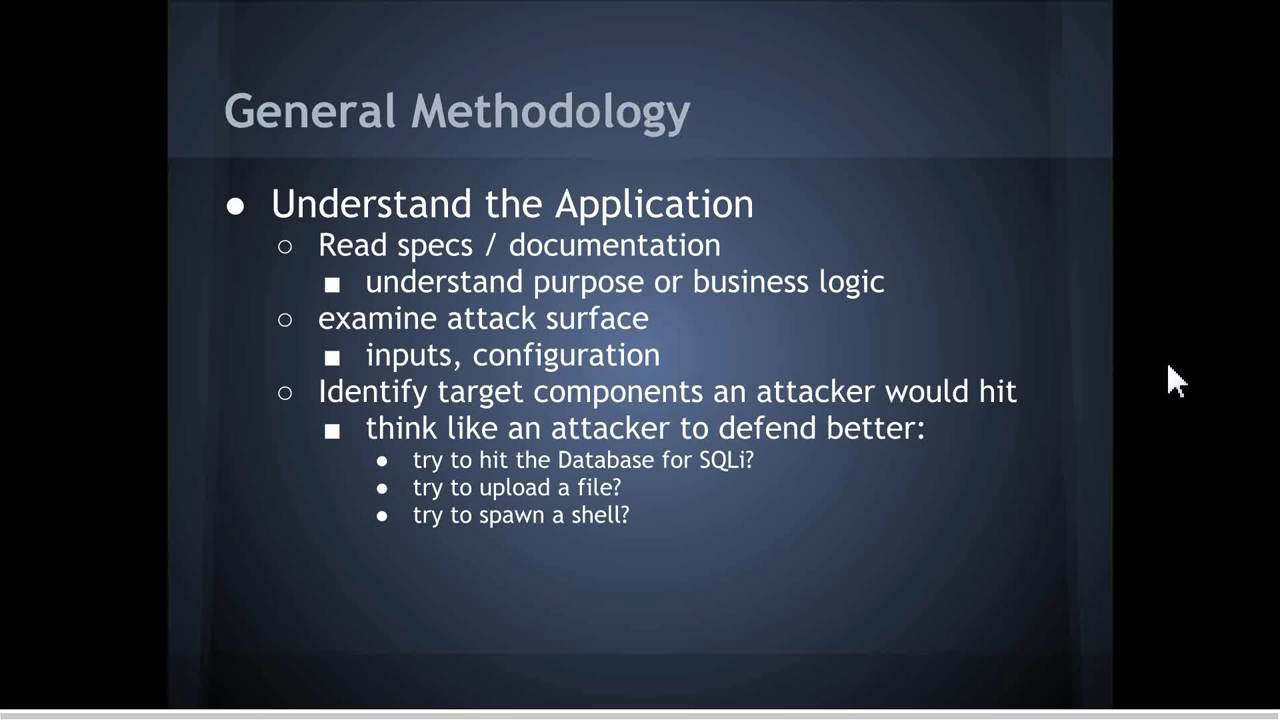 General Methodology
● Understand the Application
○ Read specs / documentation
■ understand purpose or business logic
○ examine attack surface
■ inputs, configuration
○ Identify target components an attacker would hit
■ think like an attacker to defend better:
● try to hit the Database for SQLi?
● try to upload a file?
● try to spawn a shell?